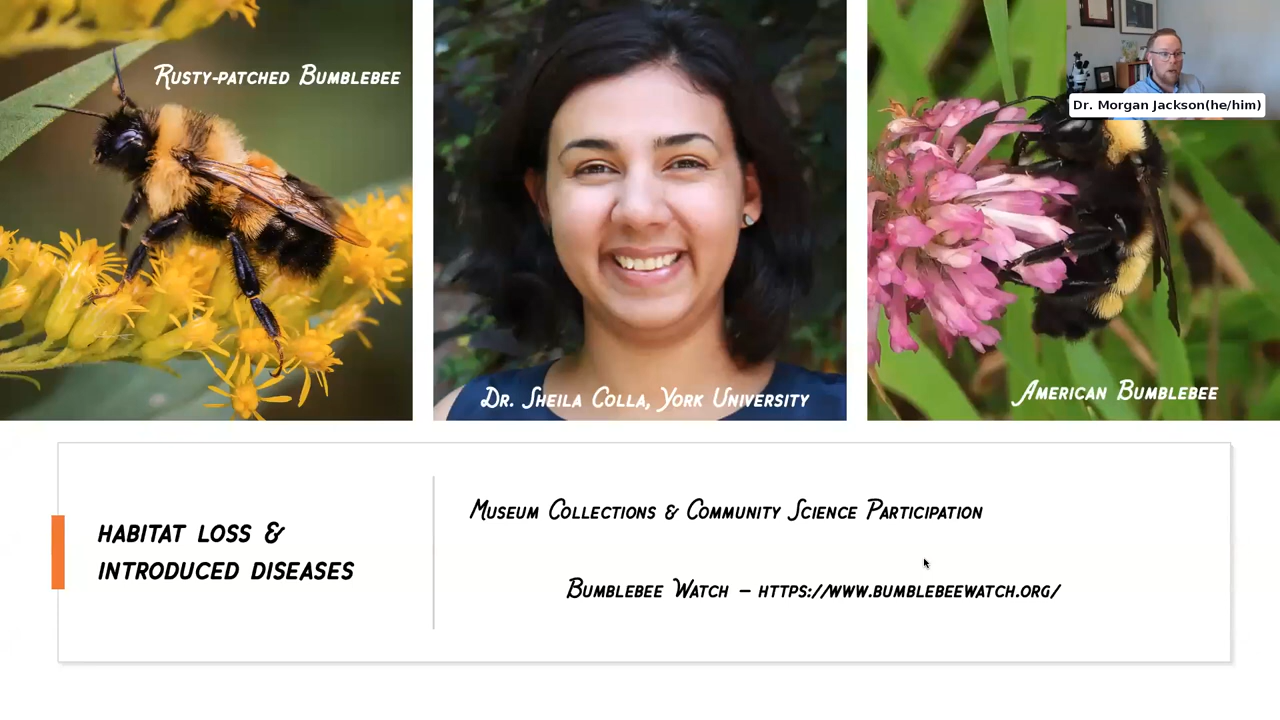 Rusty-patched Bumblebee
Dr. Morgan Jackson(he/him)
Dr. Sheila Colla, York University
American Bumblebee
Habitat loss &
introduced diseases
Museum Collections & Community Science Participation
Bumblebee Watch – https://www.bumblebeewatch.org/